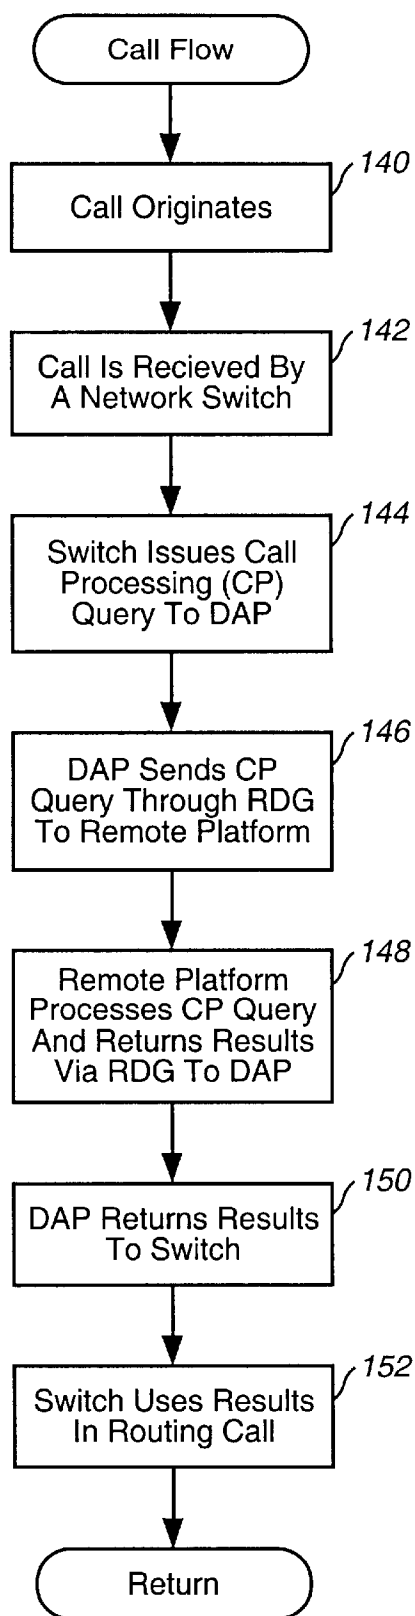 Call Flow
140
Call Originates
142
Call Is Recieved By
A Network Switch
144
Switch Issues Call
Processing (CP)
Query To DAP
146
DAP Sends CP
Query Through RDG
To Remote Platform
148
Remote Platform
Processes CP Query
And Returns Results
Via RDG To DAP
150
DAP Returns Results
To Switch
152
Switch Uses Results
In Routing Call
Return